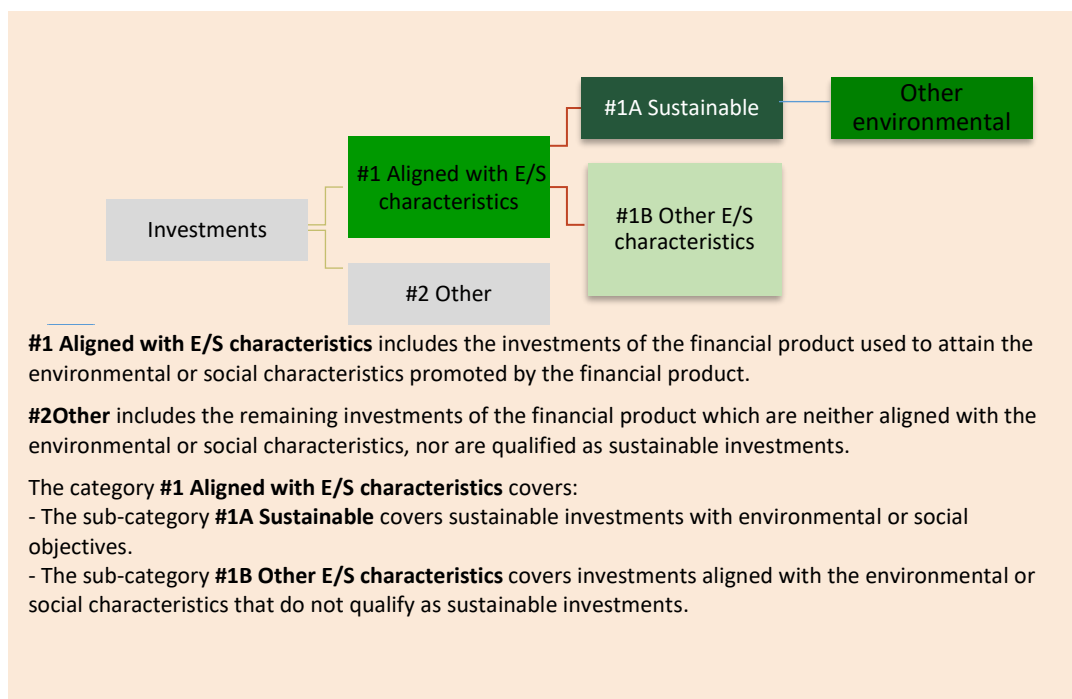 #1A Sustainable
Other
environmental
#1 Aligned with E/S
characteristics
#1B Other E/S
characteristics
Investments
#2 Other
#1 Aligned with E/S characteristics includes the investments of the financial product used to attain the
environmental or social characteristics promoted by the financial product.
#2Other includes the remaining investments of the financial product which are neither aligned with the
environmental or social characteristics, nor are qualified as sustainable investments.
The category #1 Aligned with E/S characteristics covers:
- The sub-category #1A Sustainable covers sustainable investments with environmental or social
objectives.
- The sub-category #1B Other E/S characteristics covers investments aligned with the environmental or
social characteristics that do not qualify as sustainable investments.